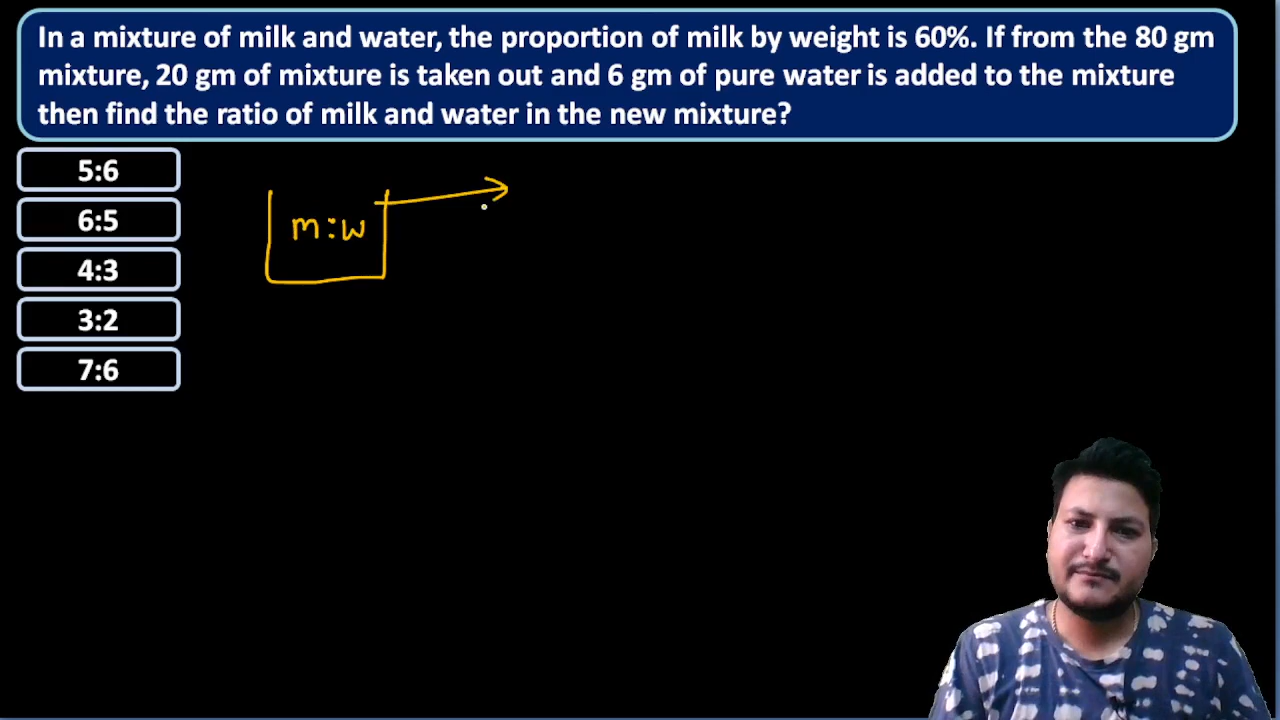 In a mixture of milk and water, the proportion of milk by weight is 60%. If from the 80 gm
mixture, 20 gm of mixture is taken out and 6 gm of pure water is added to the mixture
then find the ratio of milk and water in the new mixture?
5:6
6:5
4:3
3:2
7:6
m:w